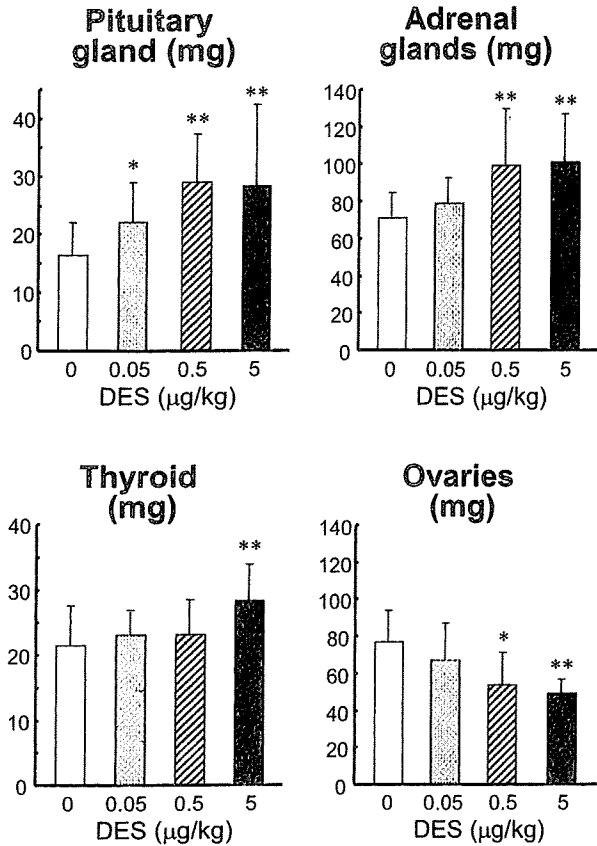 Pituitary
gland (mg)
40
30
20
10
0
*
**
**
0 0.05 0.5 5
DES (µg/kg)
Adrenal
glands (mg)
140
120
100
80
60
40
20
0
**
**
0 0.05 0.5 5
DES (µg/kg)
Thyroid
(mg)
40
30
20
10
0
**
0 0.05 0.5 5
DES (µg/kg)
Ovaries
(mg)
140
120
100
80
60
40
20
0
*
**
0 0.05 0.5 5
DES (µg/kg)